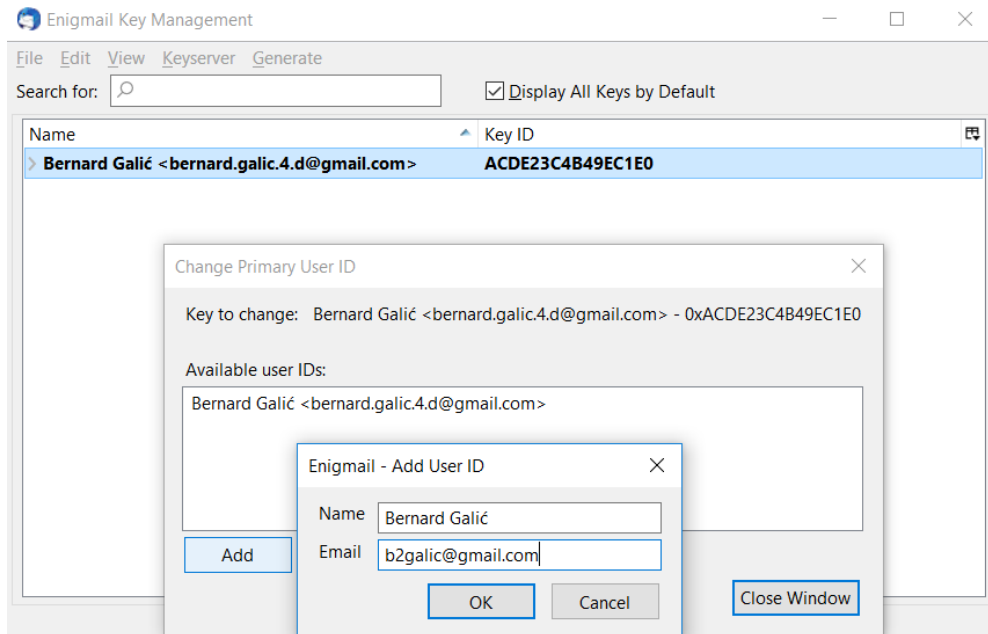 Enigmail Key Management
File Edit View Keyserver Generate
Search for: Display All Keys by Default
Name Key ID
Bernard Galić <bernard.galic.4.d@gmail.com> ACDE23C4B49EC1E0
Change Primary User ID
Key to change: Bernard Galić <bernard.galic.4.d@gmail.com> - 0xACDE23C4B49EC1E0
Available user IDs:
Bernard Galić <bernard.galic.4.d@gmail.com>
Enigmail - Add User ID
Name Bernard Galić
Add Email b2galic@gmail.com
OK Cancel Close Window